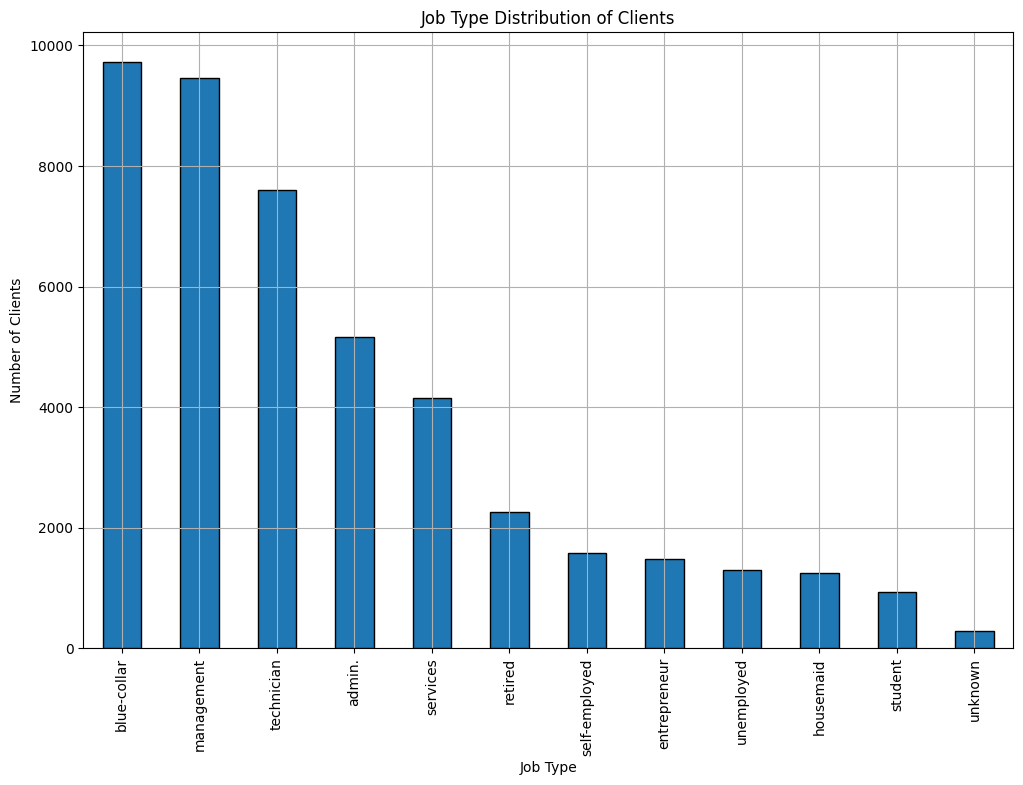 Job Type Distribution of Clients
Number of Clients
10000
8000
6000
4000
2000
0
blue-collar
management
technician
admin.
services
retired
self-employed
entrepreneur
unemployed
housemaid
student
unknown
Job Type